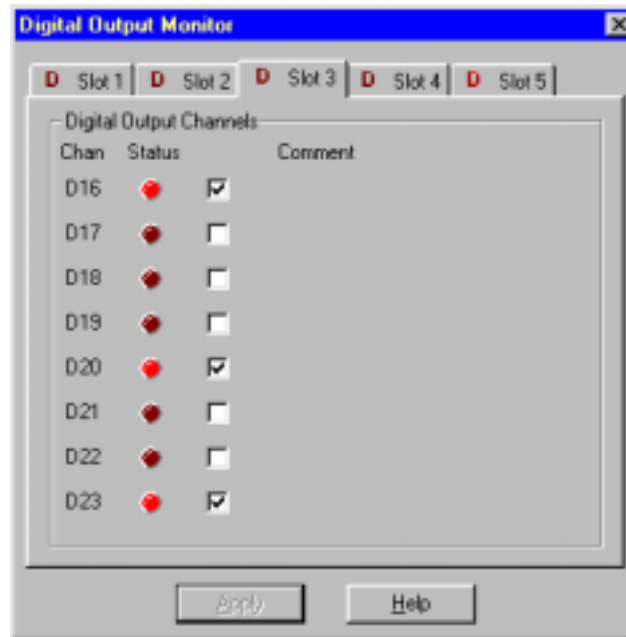 Digital Output Monitor
D Slot 1 D Slot 2 D Slot 3 D Slot 4 D Slot 5
Digital Output Channels
Chan Status Comment
D16
D17
D18
D19
D20
D21
D22
D23
Apply Help